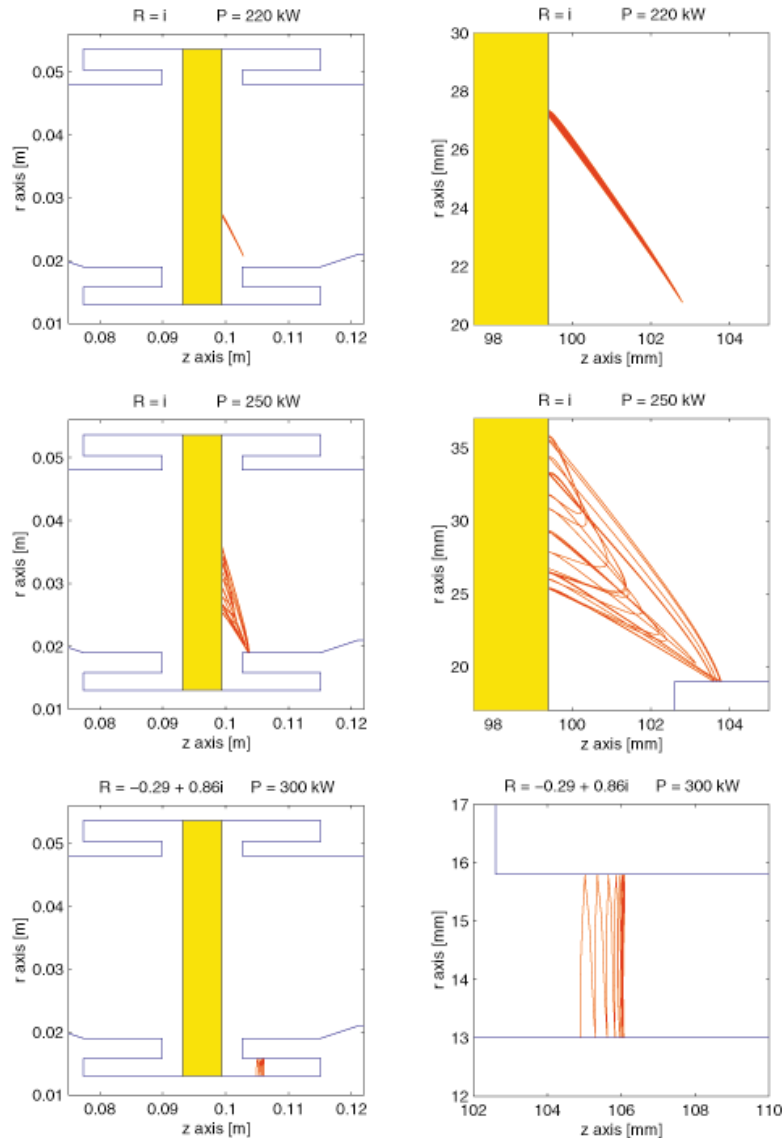 R = i P = 220 kW
0.05
0.04
0.03
0.02
0.01
r axis [m]
0.08 0.09 0.1 0.11 0.12
z axis [m]
R = i P = 220 kW
30
28
26
24
22
20
r axis [mm]
98 100 102 104
z axis [mm]
R = i P = 250 kW
0.05
0.04
0.03
0.02
0.01
r axis [m]
0.08 0.09 0.1 0.11 0.12
z axis [m]
R = i P = 250 kW
35
30
25
20
r axis [mm]
98 100 102 104
z axis [mm]
R = −0.29 + 0.86i P = 300 kW
0.05
0.04
0.03
0.02
0.01
r axis [m]
0.08 0.09 0.1 0.11 0.12
z axis [m]
R = −0.29 + 0.86i P = 300 kW
17
16
15
14
13
12
r axis [mm]
102 104 106 108 110
z axis [mm]